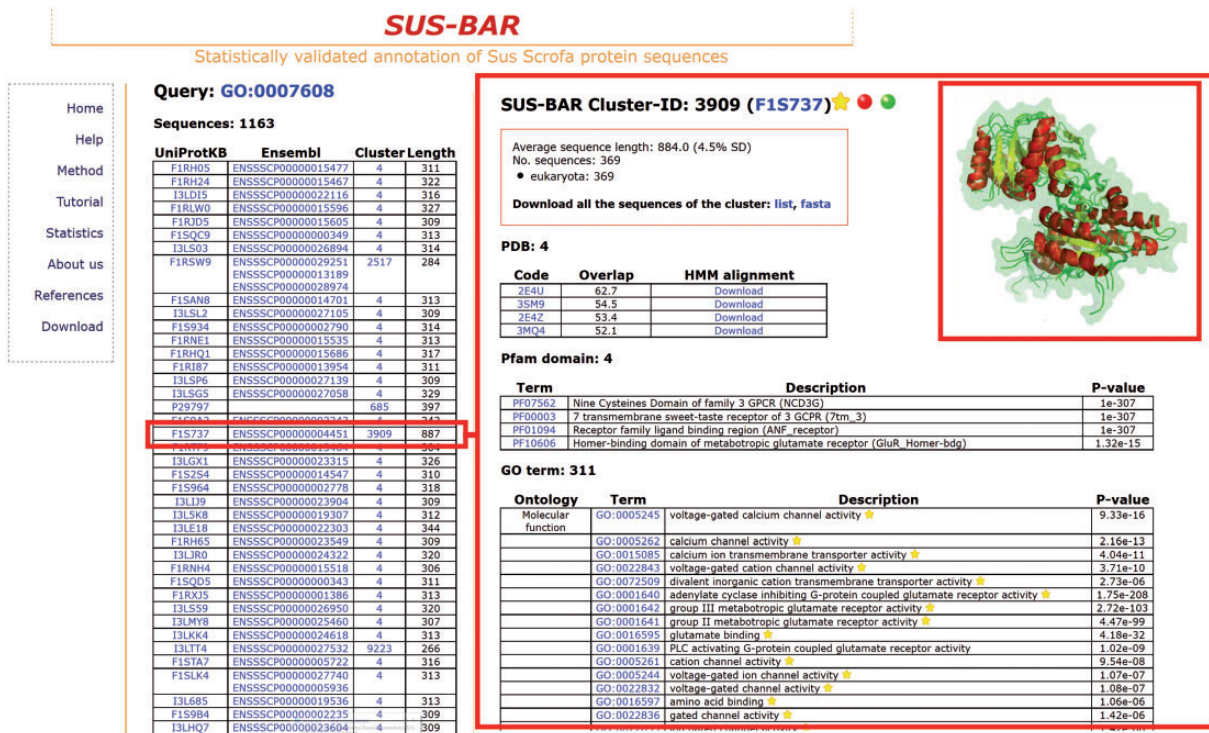 SUS-BAR
Statistically validated annotation of Sus Scrofa protein sequences
Home
Help
Method
Tutorial
Statistics
About us
References
Download
Query: GO:0007608
Sequences: 1163
UniProtKB Ensembl Cluster Length
F1RH05 ENSSSCP00000015477 4 311
F1RH24 ENSSSCP00000015467 4 322
I3LDI5 ENSSSCP00000022116 4 316
F1RLW0 ENSSSCP00000015596 4 327
F1RJD5 ENSSSCP00000015605 4 309
F1SQC9 ENSSSCP00000000349 4 313
I3LS03 ENSSSCP00000026894 4 314
F1RSW9 ENSSSCP00000029251 2517 284
ENSSSCP00000013189
ENSSSCP00000028974
F1SAN8 ENSSSCP00000014701 4 313
I3LSL2 ENSSSCP00000027105 4 309
F1S934 ENSSSCP00000002790 4 314
F1RNE1 ENSSSCP00000015535 4 313
F1RHQ1 ENSSSCP00000015686 4 317
F1RI87 ENSSSCP00000013954 4 311
I3LSP6 ENSSSCP00000027139 4 309
I3LSG5 ENSSSCP00000027058 4 329
P29797 685 397
F1S737 ENSSSCP00000004451 3909 887
I3LGX1 ENSSSCP00000023315 4 326
F1S2S4 ENSSSCP00000014547 4 310
F1S964 ENSSSCP00000002778 4 318
I3LIJ9 ENSSSCP00000023904 4 309
I3L5K8 ENSSSCP00000019307 4 312
I3LE18 ENSSSCP00000022303 4 344
F1RH65 ENSSSCP00000023549 4 309
I3LJR0 ENSSSCP00000024322 4 320
F1RNH4 ENSSSCP00000015518 4 306
F1SQD5 ENSSSCP00000000343 4 311
F1RXJ5 ENSSSCP00000001386 4 313
I3LS59 ENSSSCP00000026950 4 320
I3LMY8 ENSSSCP00000025460 4 307
I3LKK4 ENSSSCP00000024618 4 313
I3LTT4 ENSSSCP00000027532 9223 266
F1STA7 ENSSSCP00000005722 4 316
F1SLK4 ENSSSCP00000027740 4 313
ENSSSCP00000005936
I3L685 ENSSSCP00000019536 4 313
F1S9B4 ENSSSCP00000002235 4 309
I3LHQ7 ENSSSCP00000023604 4 309
SUS-BAR Cluster-ID: 3909 (F1S737)
Average sequence length: 884.0 (4.5% SD)
No. sequences: 369
• eukaryota: 369
Download all the sequences of the cluster: list, fasta
PDB: 4
Code Overlap HMM alignment
2E4U 62.7 Download
3SM9 54.5 Download
2E4Z 53.4 Download
3MQ4 52.1 Download
Pfam domain: 4
Term Description P-value
PF07562 Nine Cysteines Domain of family 3 GPCR (NCD3G) 1e-307
PF00003 7 transmembrane sweet-taste receptor of 3 GCPR (7tm_3) 1e-307
PF01094 Receptor family ligand binding region (ANF_receptor) 1e-307
PF10606 Homer-binding domain of metabotropic glutamate receptor (GluR_Homer-bdg) 1.32e-15
GO term: 311
Ontology Term Description P-value
Molecular function GO:0005245 voltage-gated calcium channel activity 9.33e-16
GO:0005262 calcium channel activity 2.16e-13
GO:0015085 calcium ion transmembrane transporter activity 4.04e-11
GO:0022843 voltage-gated cation channel activity 3.71e-10
GO:0072509 divalent inorganic cation transmembrane transporter activity 2.73e-06
GO:0001640 adenylate cyclase inhibiting G-protein coupled glutamate receptor activity 1.75e-208
GO:0001642 group III metabotropic glutamate receptor activity 2.72e-103
GO:0001641 group II metabotropic glutamate receptor activity 4.47e-99
GO:0016595 glutamate binding 4.18e-32
GO:0001639 PLC activating G-protein coupled glutamate receptor activity 1.02e-09
GO:0005261 cation channel activity 9.54e-08
GO:0005244 voltage-gated ion channel activity 1.07e-07
GO:0022832 voltage-gated channel activity 1.08e-07
GO:0016597 amino acid binding 1.06e-06
GO:0022836 gated channel activity 1.42e-06